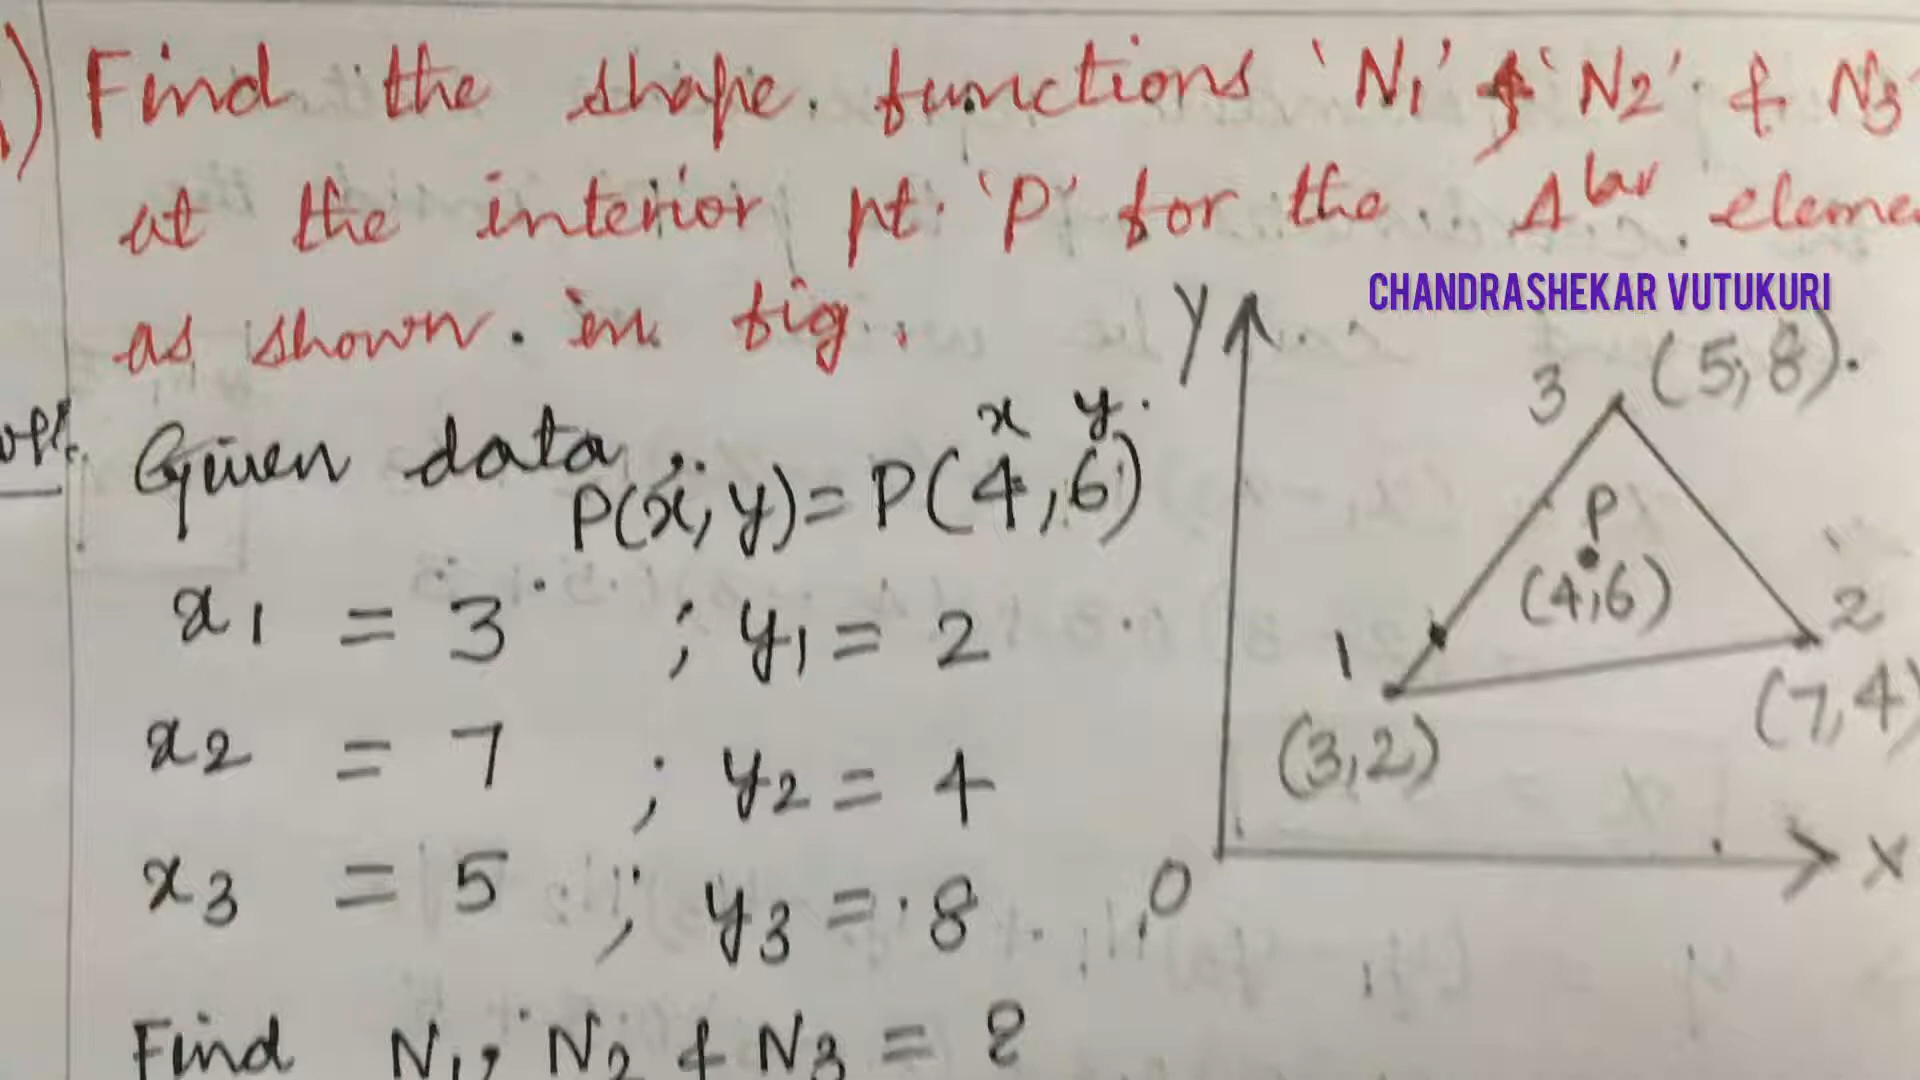 ) Find the shape. functions 'N1' & 'N2' & N3'
at the interior pt. 'P' for the Δlar eleme
as shown. in fig.
CHANDRASHEKAR VUTUKURI
Given data,
x y.
P(x, y) = P(4,6)
x1 = 3 ; y1 = 2
x2 = 7 ; y2 = 4
x3 = 5 ; y3 = 8
Find N1, N2 & N3 = ?
Y
3 (5,8).
P
(4,6)
1
2
(3,2)
(7,4)
0
X